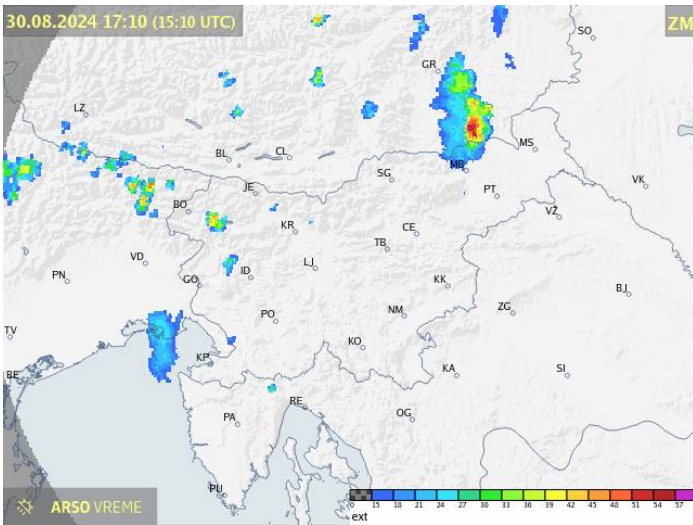 30.08.2024 17:10 (15:10 UTC)
ZM
SO
GR
LZ
MS
BL
CL
MB
SG
VK
JE
PT
BO
VŽ
KR
CE
TB
VD
LJ
PN
ID
GO
KK
BJ
NM
ZG
PO
TV
KO
KP
BE
KA
SI
RE
OG
PA
PU
ARSO VREME
0 15 18 21 24 27 30 33 36 39 42 45 48 51 54 57
ext